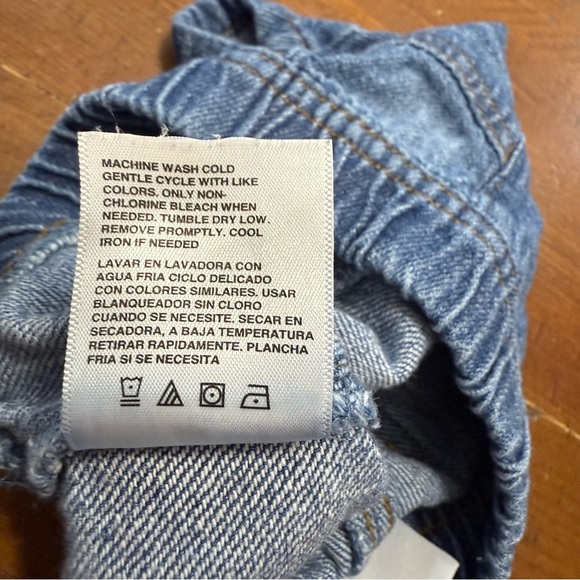 MACHINE WASH COLD
GENTLE CYCLE WITH LIKE
COLORS. ONLY NON-
CHLORINE BLEACH WHEN
NEEDED. TUMBLE DRY LOW.
REMOVE PROMPTLY. COOL
IRON IF NEEDED
LAVAR EN LAVADORA CON
AGUA FRIA CICLO DELICADO
CON COLORES SIMILARES. USAR
BLANQUEADOR SIN CLORO
CUANDO SE NECESITE. SECAR EN
SECADORA, A BAJA TEMPERATURA
RETIRAR RAPIDAMENTE. PLANCHA
FRIA SI SE NECESITA